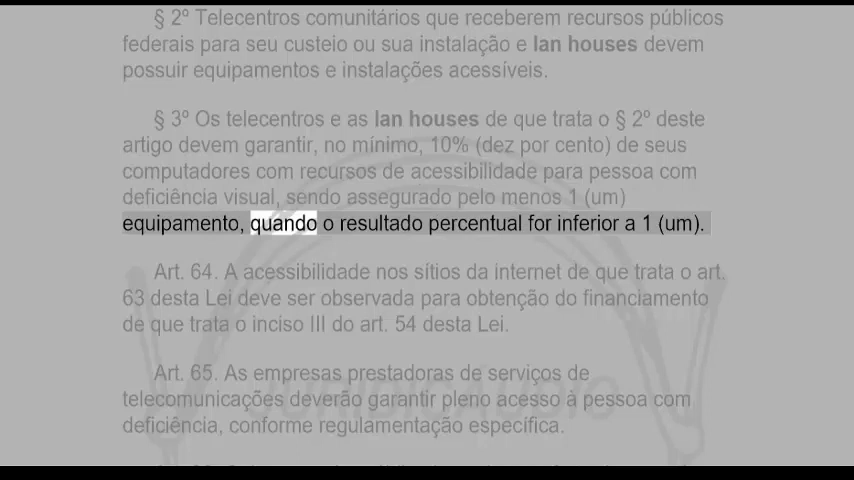 § 2º Telecentros comunitários que receberem recursos públicos
federais para seu custeio ou sua instalação e lan houses devem
possuir equipamentos e instalações acessíveis.
§ 3º Os telecentros e as lan houses de que trata o § 2º deste
artigo devem garantir, no mínimo, 10% (dez por cento) de seus
computadores com recursos de acessibilidade para pessoa com
deficiência visual, sendo assegurado pelo menos 1 (um)
equipamento, quando o resultado percentual for inferior a 1 (um).
Art. 64. A acessibilidade nos sítios da internet de que trata o art.
63 desta Lei deve ser observada para obtenção do financiamento
de que trata o inciso III do art. 54 desta Lei.
Art. 65. As empresas prestadoras de serviços de
telecomunicações deverão garantir pleno acesso à pessoa com
deficiência, conforme regulamentação específica.